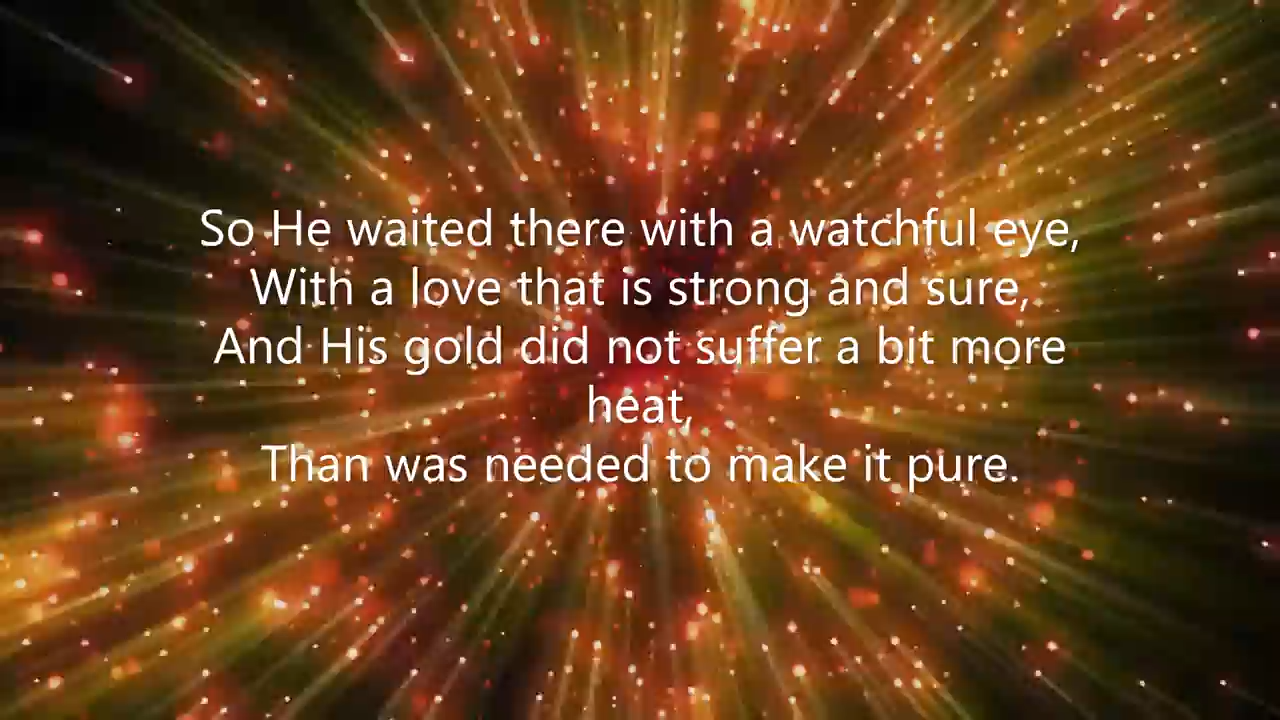 So He waited there with a watchful eye,
With a love that is strong and sure,
And His gold did not suffer a bit more
heat,
Than was needed to make it pure.